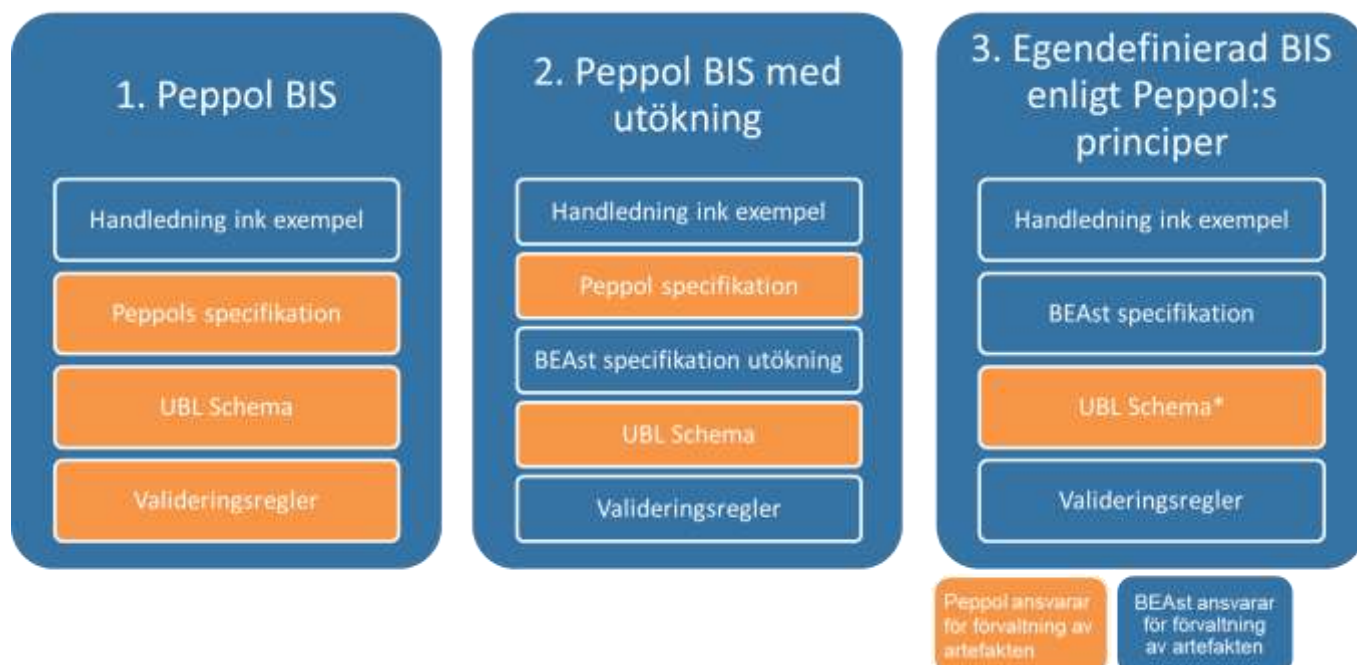 1. Peppol BIS
Handledning ink exempel
Peppols specifikation
UBL Schema
Valideringsregler
2. Peppol BIS med
utökning
Handledning ink exempel
Peppol specifikation
BEAst specifikation utökning
UBL Schema
Valideringsregler
3. Egendefinierad BIS
enligt Peppol:s
principer
Handledning ink exempel
BEAst specifikation
UBL Schema*
Valideringsregler
Peppol ansvarar
för förvaltning av
artefakten
BEAst ansvarar
för förvaltning
av artefakten